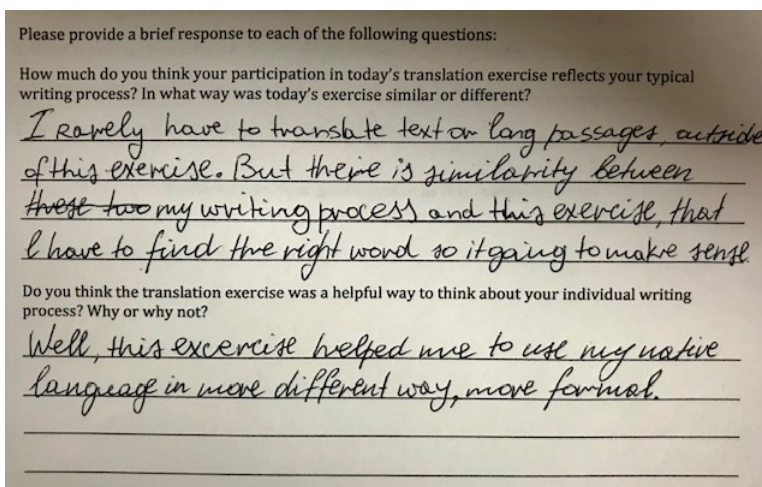 Please provide a brief response to each of the following questions:
How much do you think your participation in today's translation exercise reflects your typical
writing process? In what way was today's exercise similar or different?
I Rarely have to translate text or long passages, outside
of this exercise. But there is similarity between
these two my writing process and this exercise, that
I have to find the right word so it going to make sense.
Do you think the translation exercise was a helpful way to think about your individual writing
process? Why or why not?
Well, this excercise helped me to use my native
language in more different way, more formal.